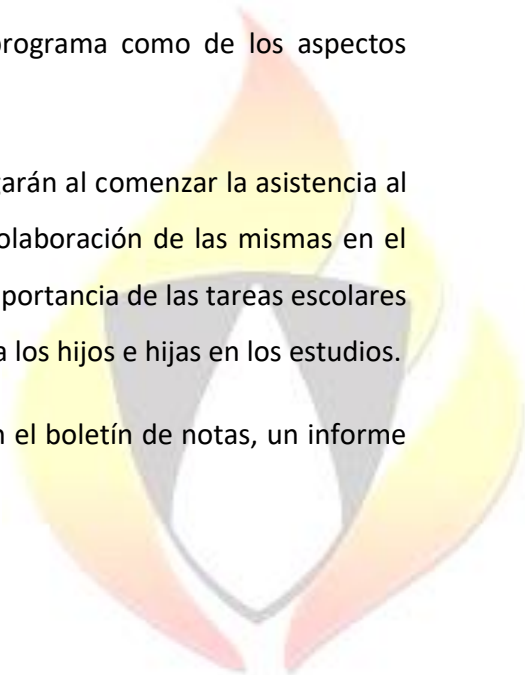 programa como de los aspectos
garán al comenzar la asistencia al
olaboración de las mismas en el
portancia de las tareas escolares
a los hijos e hijas en los estudios.
n el boletín de notas, un informe